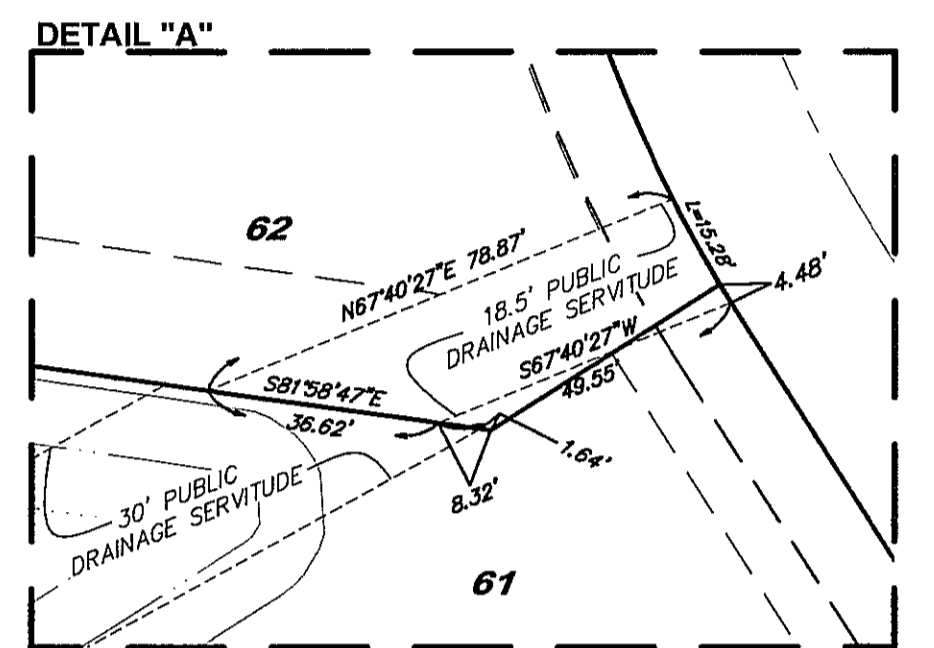 DETAIL "A"
62
N67°40'27"E 78.87'
L=15.28'
4.48'
18.5' PUBLIC
DRAINAGE SERVITUDE
S67°40'27"W
49.55'
S81°58'47"E
36.62'
1.64'
8.32'
30' PUBLIC
DRAINAGE SERVITUDE
61